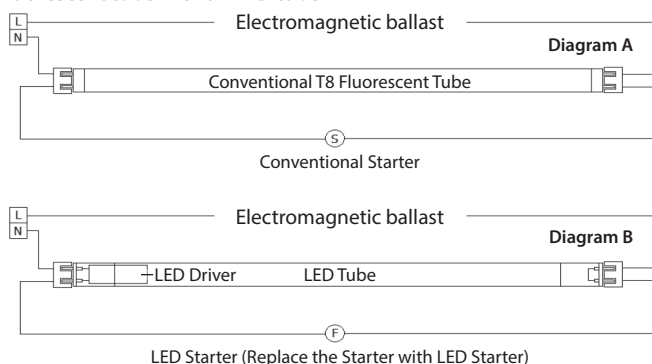 L
N
Electromagnetic ballast
Diagram A
Conventional T8 Fluorescent Tube
S
Conventional Starter
L
N
Electromagnetic ballast
Diagram B
LED Driver
LED Tube
F
LED Starter (Replace the Starter with LED Starter)